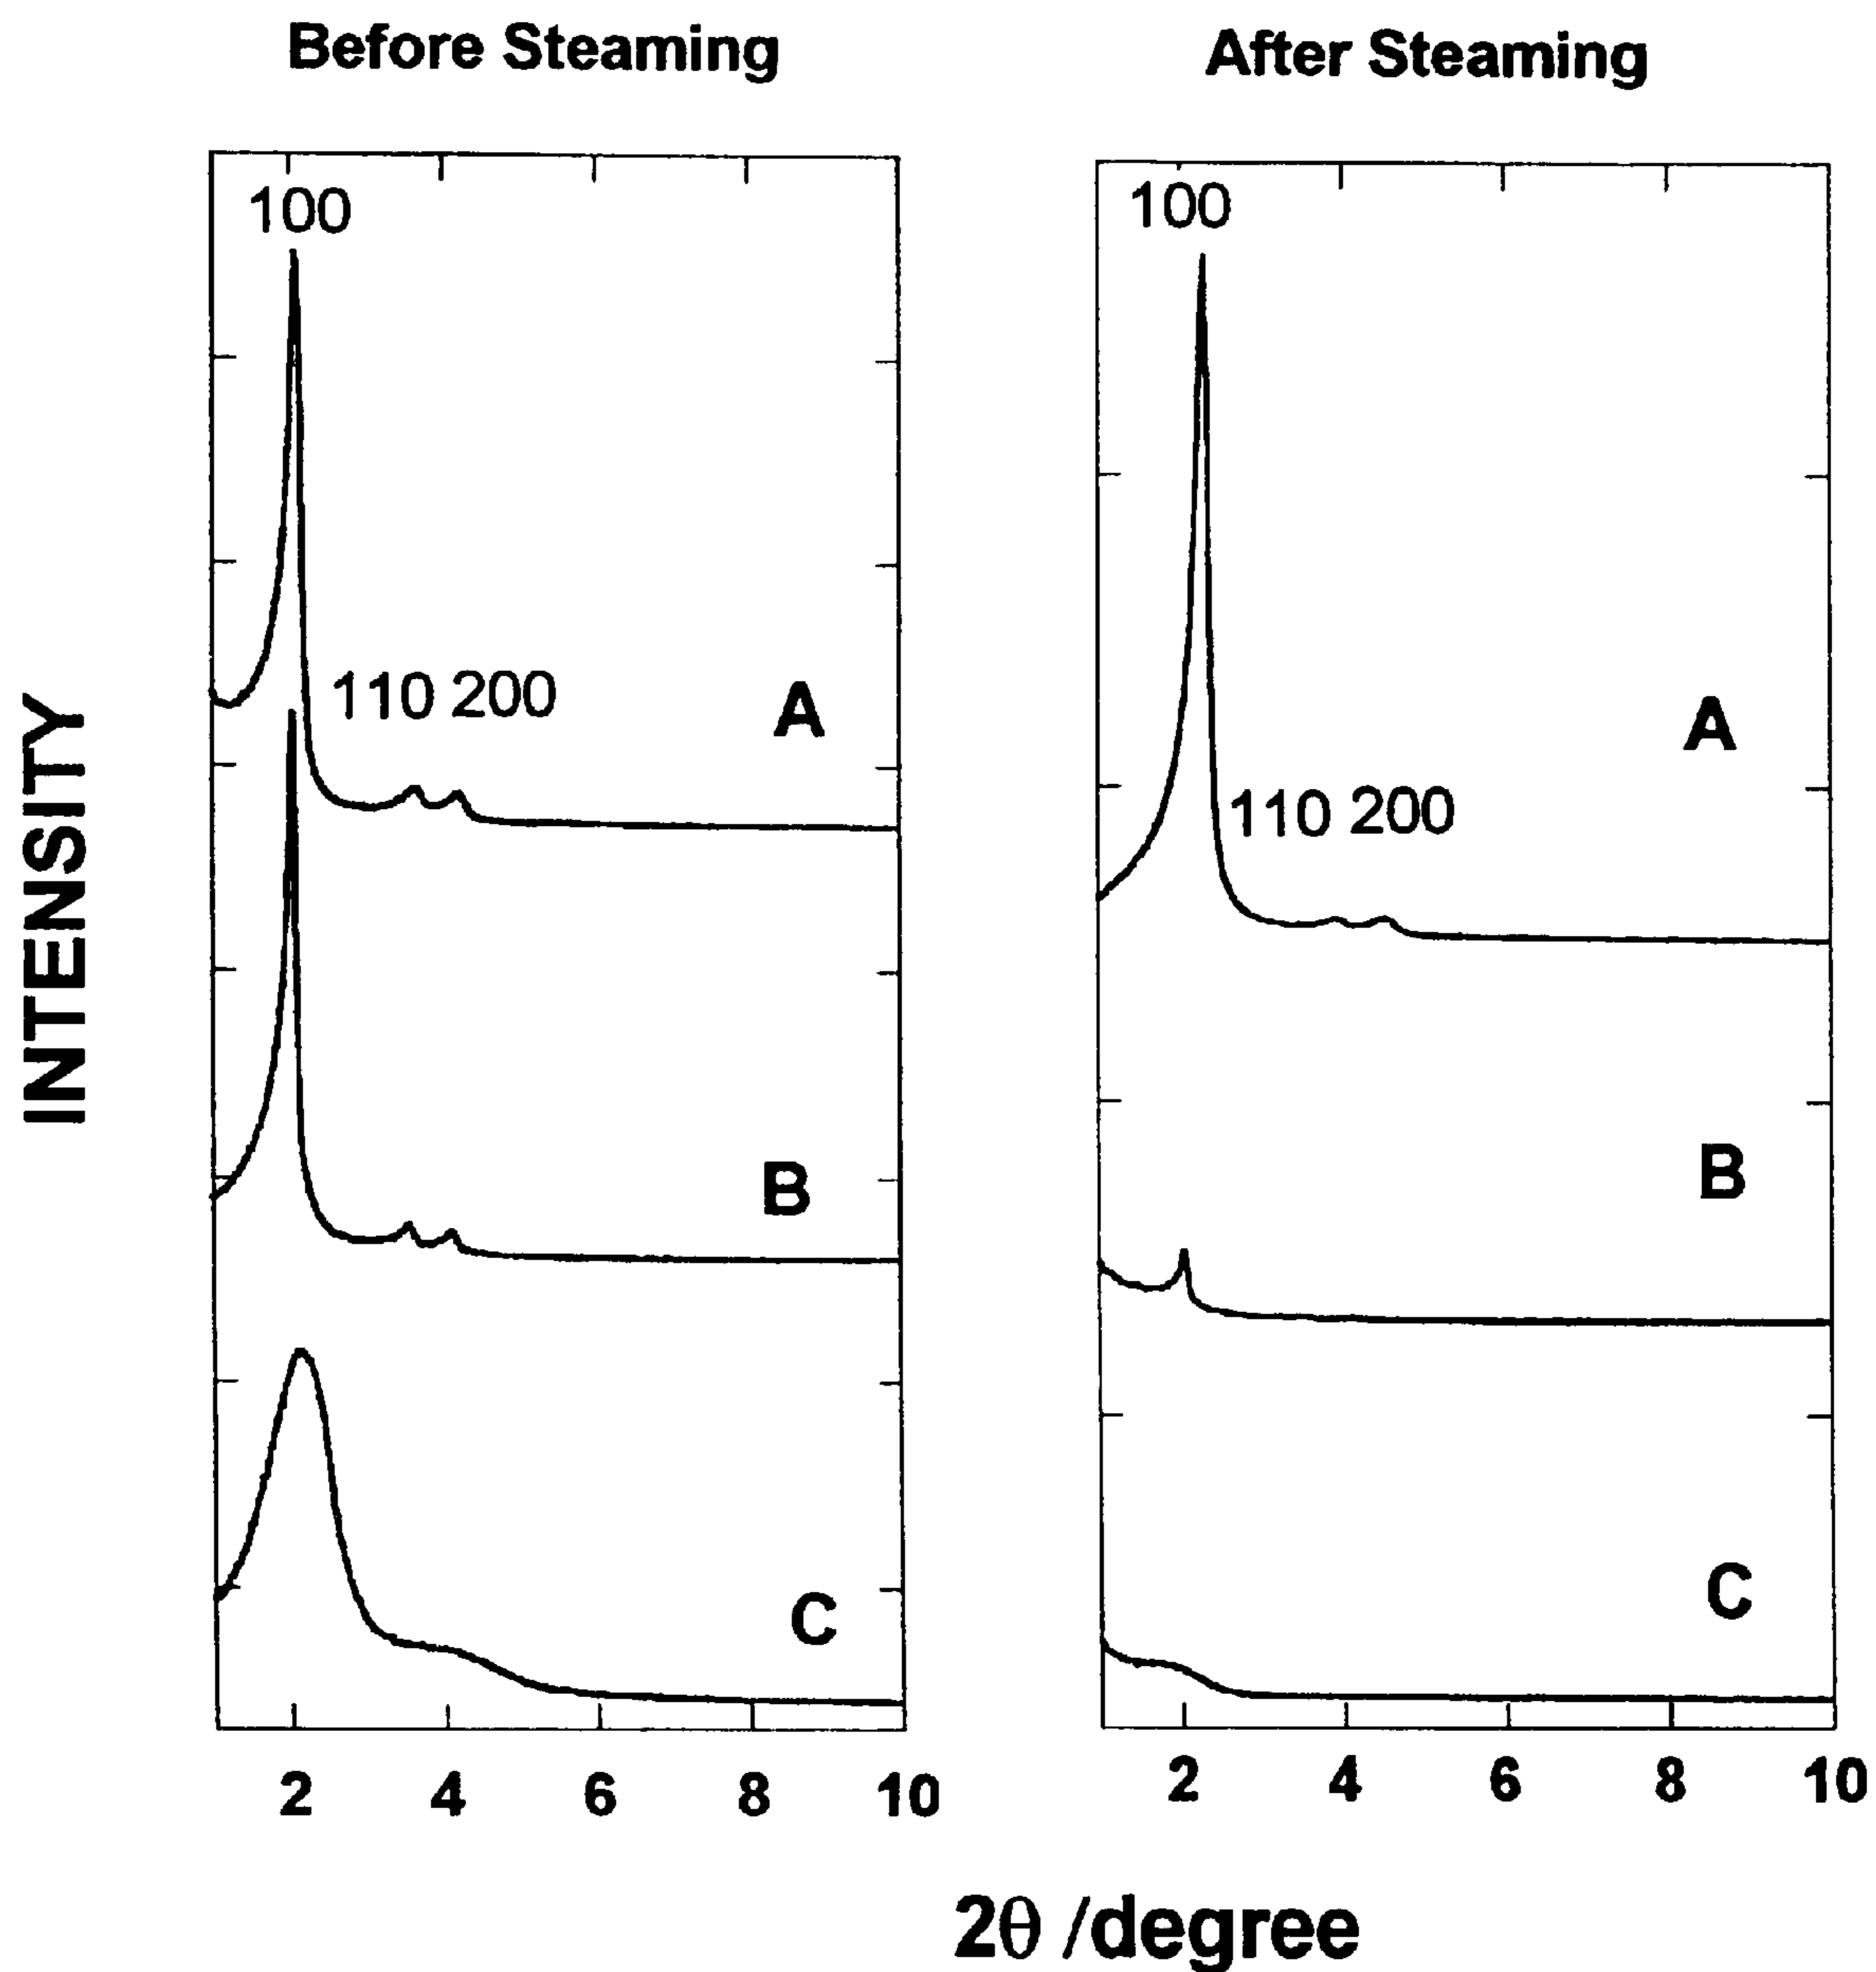 Before Steaming
After Steaming
INTENSITY
100
110 200
A
B
C
2 4 6 8 10
100
110 200
A
B
C
2 4 6 8 10
2θ /degree